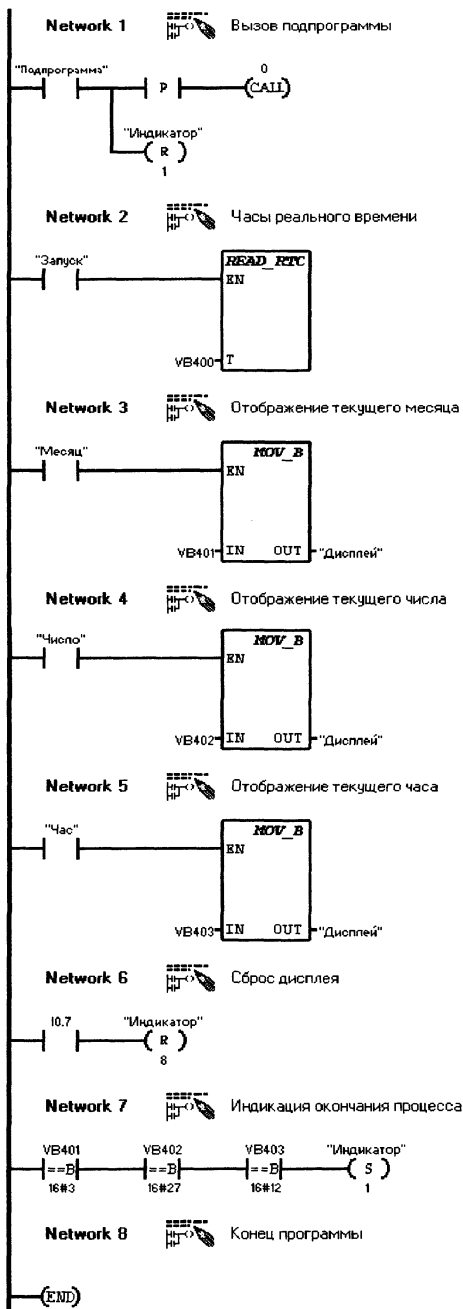 Network 1 Вызов подпрограммы
"Подпрограмма"
P
0
(CALL)
"Индикатор"
( R )
1
Network 2 Часы реального времени
"Запуск"
READ_RTC
EN
VB400 T
Network 3 Отображение текущего месяца
"Месяц"
MOV_B
EN
VB401 IN OUT "Дисплей"
Network 4 Отображение текущего числа
"Число"
MOV_B
EN
VB402 IN OUT "Дисплей"
Network 5 Отображение текущего часа
"Час"
MOV_B
EN
VB403 IN OUT "Дисплей"
Network 6 Сброс дисплея
I0.7 "Индикатор"
( R )
8
Network 7 Индикация окончания процесса
VB401 VB402 VB403 "Индикатор"
==B ==B ==B ( S )
16#3 16#27 16#12 1
Network 8 Конец программы
(END)